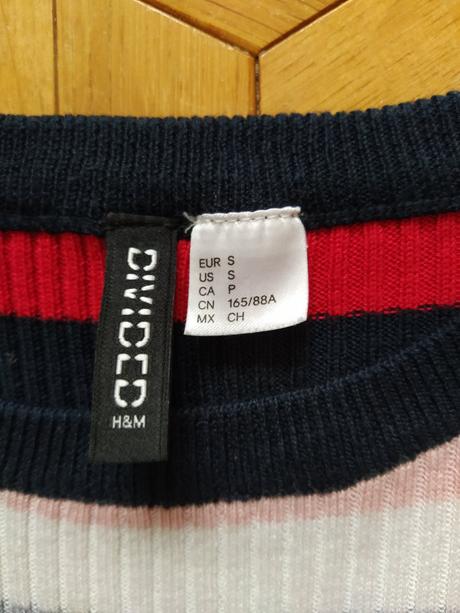 DIVIDED
H&M
EUR S
US S
CA P
CN 165/88A
MX CH